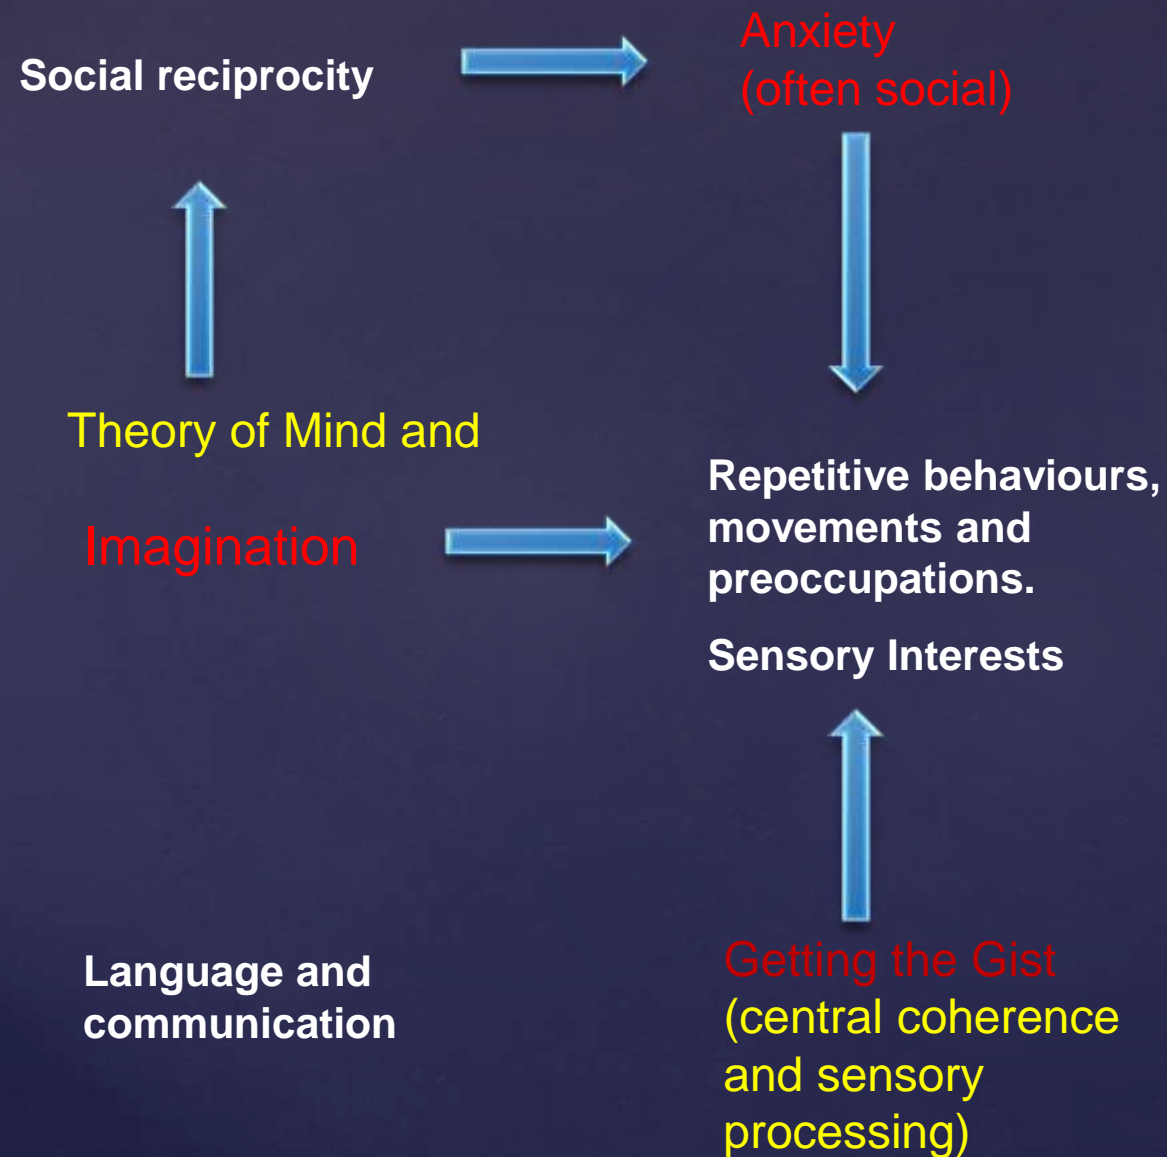 Social reciprocity
Anxiety
(often social)
Theory of Mind and
Imagination
Repetitive behaviours,
movements and
preoccupations.
Sensory Interests
Language and
communication
Getting the Gist
(central coherence
and sensory
processing)